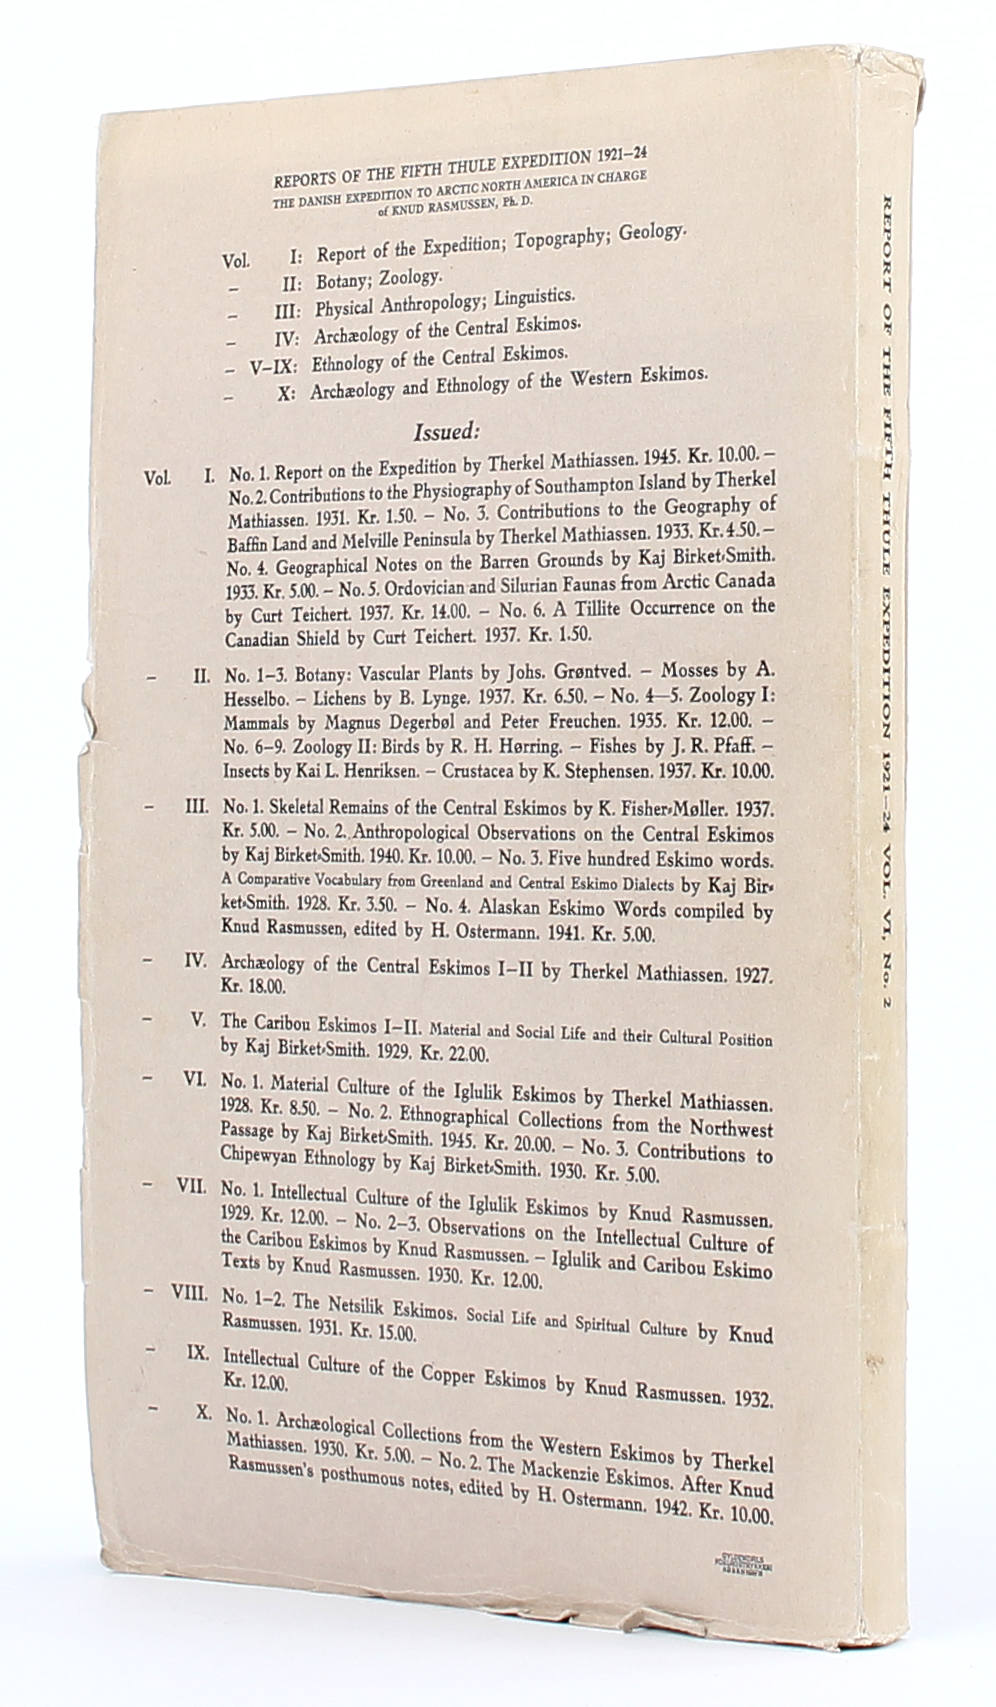 REPORTS OF THE FIFTH THULE EXPEDITION 1921–24
THE DANISH EXPEDITION TO ARCTIC NORTH AMERICA IN CHARGE
of KNUD RASMUSSEN, Ph. D.
Vol. I: Report of the Expedition; Topography; Geology.
– II: Botany; Zoology.
– III: Physical Anthropology; Linguistics.
– IV: Archæology of the Central Eskimos.
– V–IX: Ethnology of the Central Eskimos.
– X: Archæology and Ethnology of the Western Eskimos.
Issued:
Vol. I. No. 1. Report on the Expedition by Therkel Mathiassen. 1945. Kr. 10.00. –
No. 2. Contributions to the Physiography of Southampton Island by Therkel
Mathiassen. 1931. Kr. 1.50. – No. 3. Contributions to the Geography of
Baffin Land and Melville Peninsula by Therkel Mathiassen. 1933. Kr. 4.50. –
No. 4. Geographical Notes on the Barren Grounds by Kaj Birket-Smith.
1933. Kr. 5.00. – No. 5. Ordovician and Silurian Faunas from Arctic Canada
by Curt Teichert. 1937. Kr. 14.00. – No. 6. A Tillite Occurrence on the
Canadian Shield by Curt Teichert. 1937. Kr. 1.50.
– II. No. 1–3. Botany: Vascular Plants by Johs. Grøntved. – Mosses by A.
Hesselbo. – Lichens by B. Lynge. 1937. Kr. 6.50. – No. 4–5. Zoology I:
Mammals by Magnus Degerbøl and Peter Freuchen. 1935. Kr. 12.00. –
No. 6–9. Zoology II: Birds by R. H. Hørring. – Fishes by J. R. Pfaff. –
Insects by Kai L. Henriksen. – Crustacea by K. Stephensen. 1937. Kr. 10.00.
– III. No. 1. Skeletal Remains of the Central Eskimos by K. Fisher-Møller. 1937.
Kr. 5.00. – No. 2. Anthropological Observations on the Central Eskimos
by Kaj Birket-Smith. 1940. Kr. 10.00. – No. 3. Five hundred Eskimo words.
A Comparative Vocabulary from Greenland and Central Eskimo Dialects by Kaj Bir-
ket-Smith. 1928. Kr. 3.50. – No. 4. Alaskan Eskimo Words compiled by
Knud Rasmussen, edited by H. Ostermann. 1941. Kr. 5.00.
– IV. Archæology of the Central Eskimos I–II by Therkel Mathiassen. 1927.
Kr. 18.00.
– V. The Caribou Eskimos I–II. Material and Social Life and their Cultural Position
by Kaj Birket-Smith. 1929. Kr. 22.00.
– VI. No. 1. Material Culture of the Iglulik Eskimos by Therkel Mathiassen.
1928. Kr. 8.50. – No. 2. Ethnographical Collections from the Northwest
Passage by Kaj Birket-Smith. 1945. Kr. 20.00. – No. 3. Contributions to
Chipewyan Ethnology by Kaj Birket-Smith. 1930. Kr. 5.00.
– VII. No. 1. Intellectual Culture of the Iglulik Eskimos by Knud Rasmussen.
1929. Kr. 12.00. – No. 2–3. Observations on the Intellectual Culture of
the Caribou Eskimos by Knud Rasmussen. – Iglulik and Caribou Eskimo
Texts by Knud Rasmussen. 1930. Kr. 12.00.
– VIII. No. 1–2. The Netsilik Eskimos. Social Life and Spiritual Culture by Knud
Rasmussen. 1931. Kr. 15.00.
– IX. Intellectual Culture of the Copper Eskimos by Knud Rasmussen. 1932.
Kr. 12.00.
– X. No. 1. Archæological Collections from the Western Eskimos by Therkel
Mathiassen. 1930. Kr. 5.00. – No. 2. The Mackenzie Eskimos. After Knud
Rasmussen's posthumous notes, edited by H. Ostermann. 1942. Kr. 10.00.
GYLDENDALS
REPORT OF THE FIFTH THULE EXPEDITION 1921–24 VOL. VI, No. 2